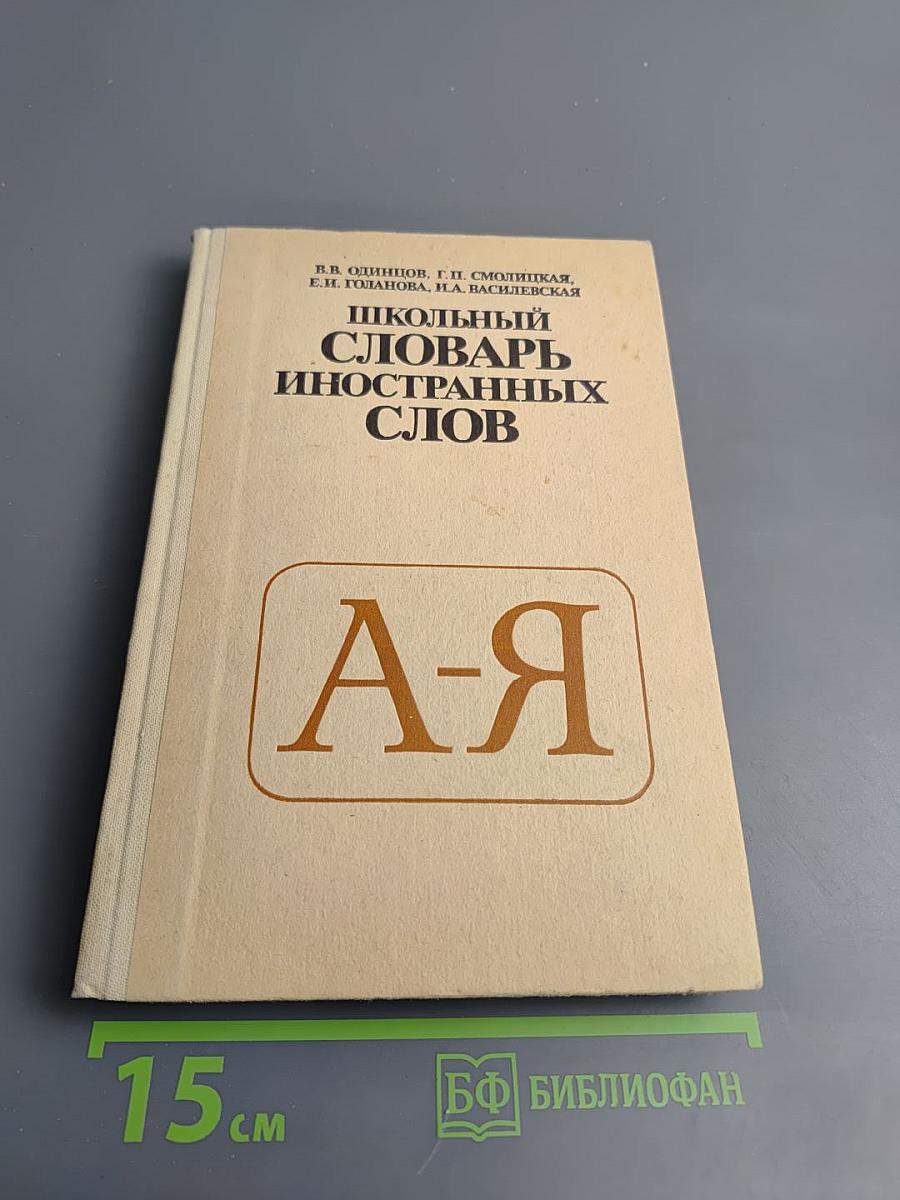 В.В. ОДИНЦОВ, Г.П. СМОЛИЦКАЯ,
Е.И. ГОЛАНОВА, И.А. ВАСИЛЕВСКАЯ
ШКОЛЬНЫЙ
СЛОВАРЬ
ИНОСТРАННЫХ
СЛОВ
А-Я
15 см
БФ БИБЛИОФАН